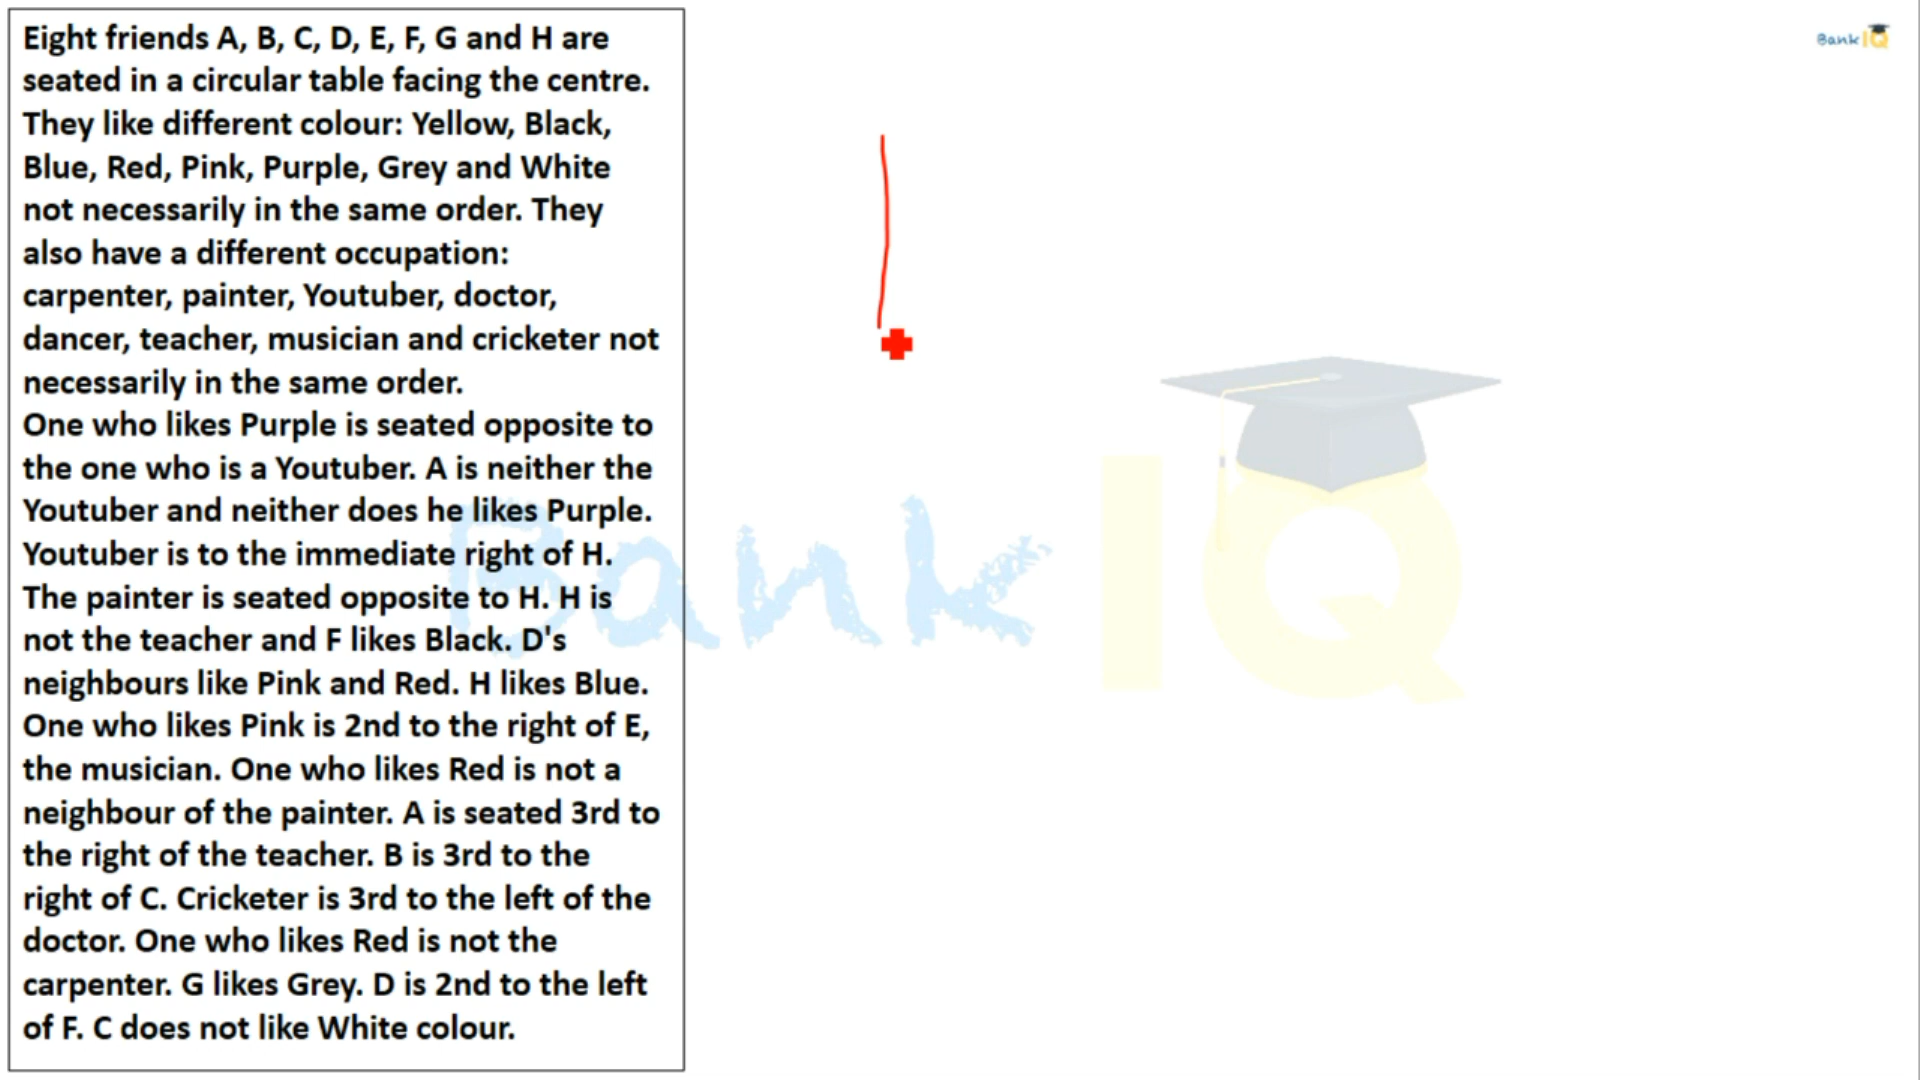 Eight friends A, B, C, D, E, F, G and H are
seated in a circular table facing the centre.
They like different colour: Yellow, Black,
Blue, Red, Pink, Purple, Grey and White
not necessarily in the same order. They
also have a different occupation:
carpenter, painter, Youtuber, doctor,
dancer, teacher, musician and cricketer not
necessarily in the same order.
One who likes Purple is seated opposite to
the one who is a Youtuber. A is neither the
Youtuber and neither does he likes Purple.
Youtuber is to the immediate right of H.
The painter is seated opposite to H. H is
not the teacher and F likes Black. D's
neighbours like Pink and Red. H likes Blue.
One who likes Pink is 2nd to the right of E,
the musician. One who likes Red is not a
neighbour of the painter. A is seated 3rd to
the right of the teacher. B is 3rd to the
right of C. Cricketer is 3rd to the left of the
doctor. One who likes Red is not the
carpenter. G likes Grey. D is 2nd to the left
of F. C does not like White colour.
Bank IQ
Bank IQ